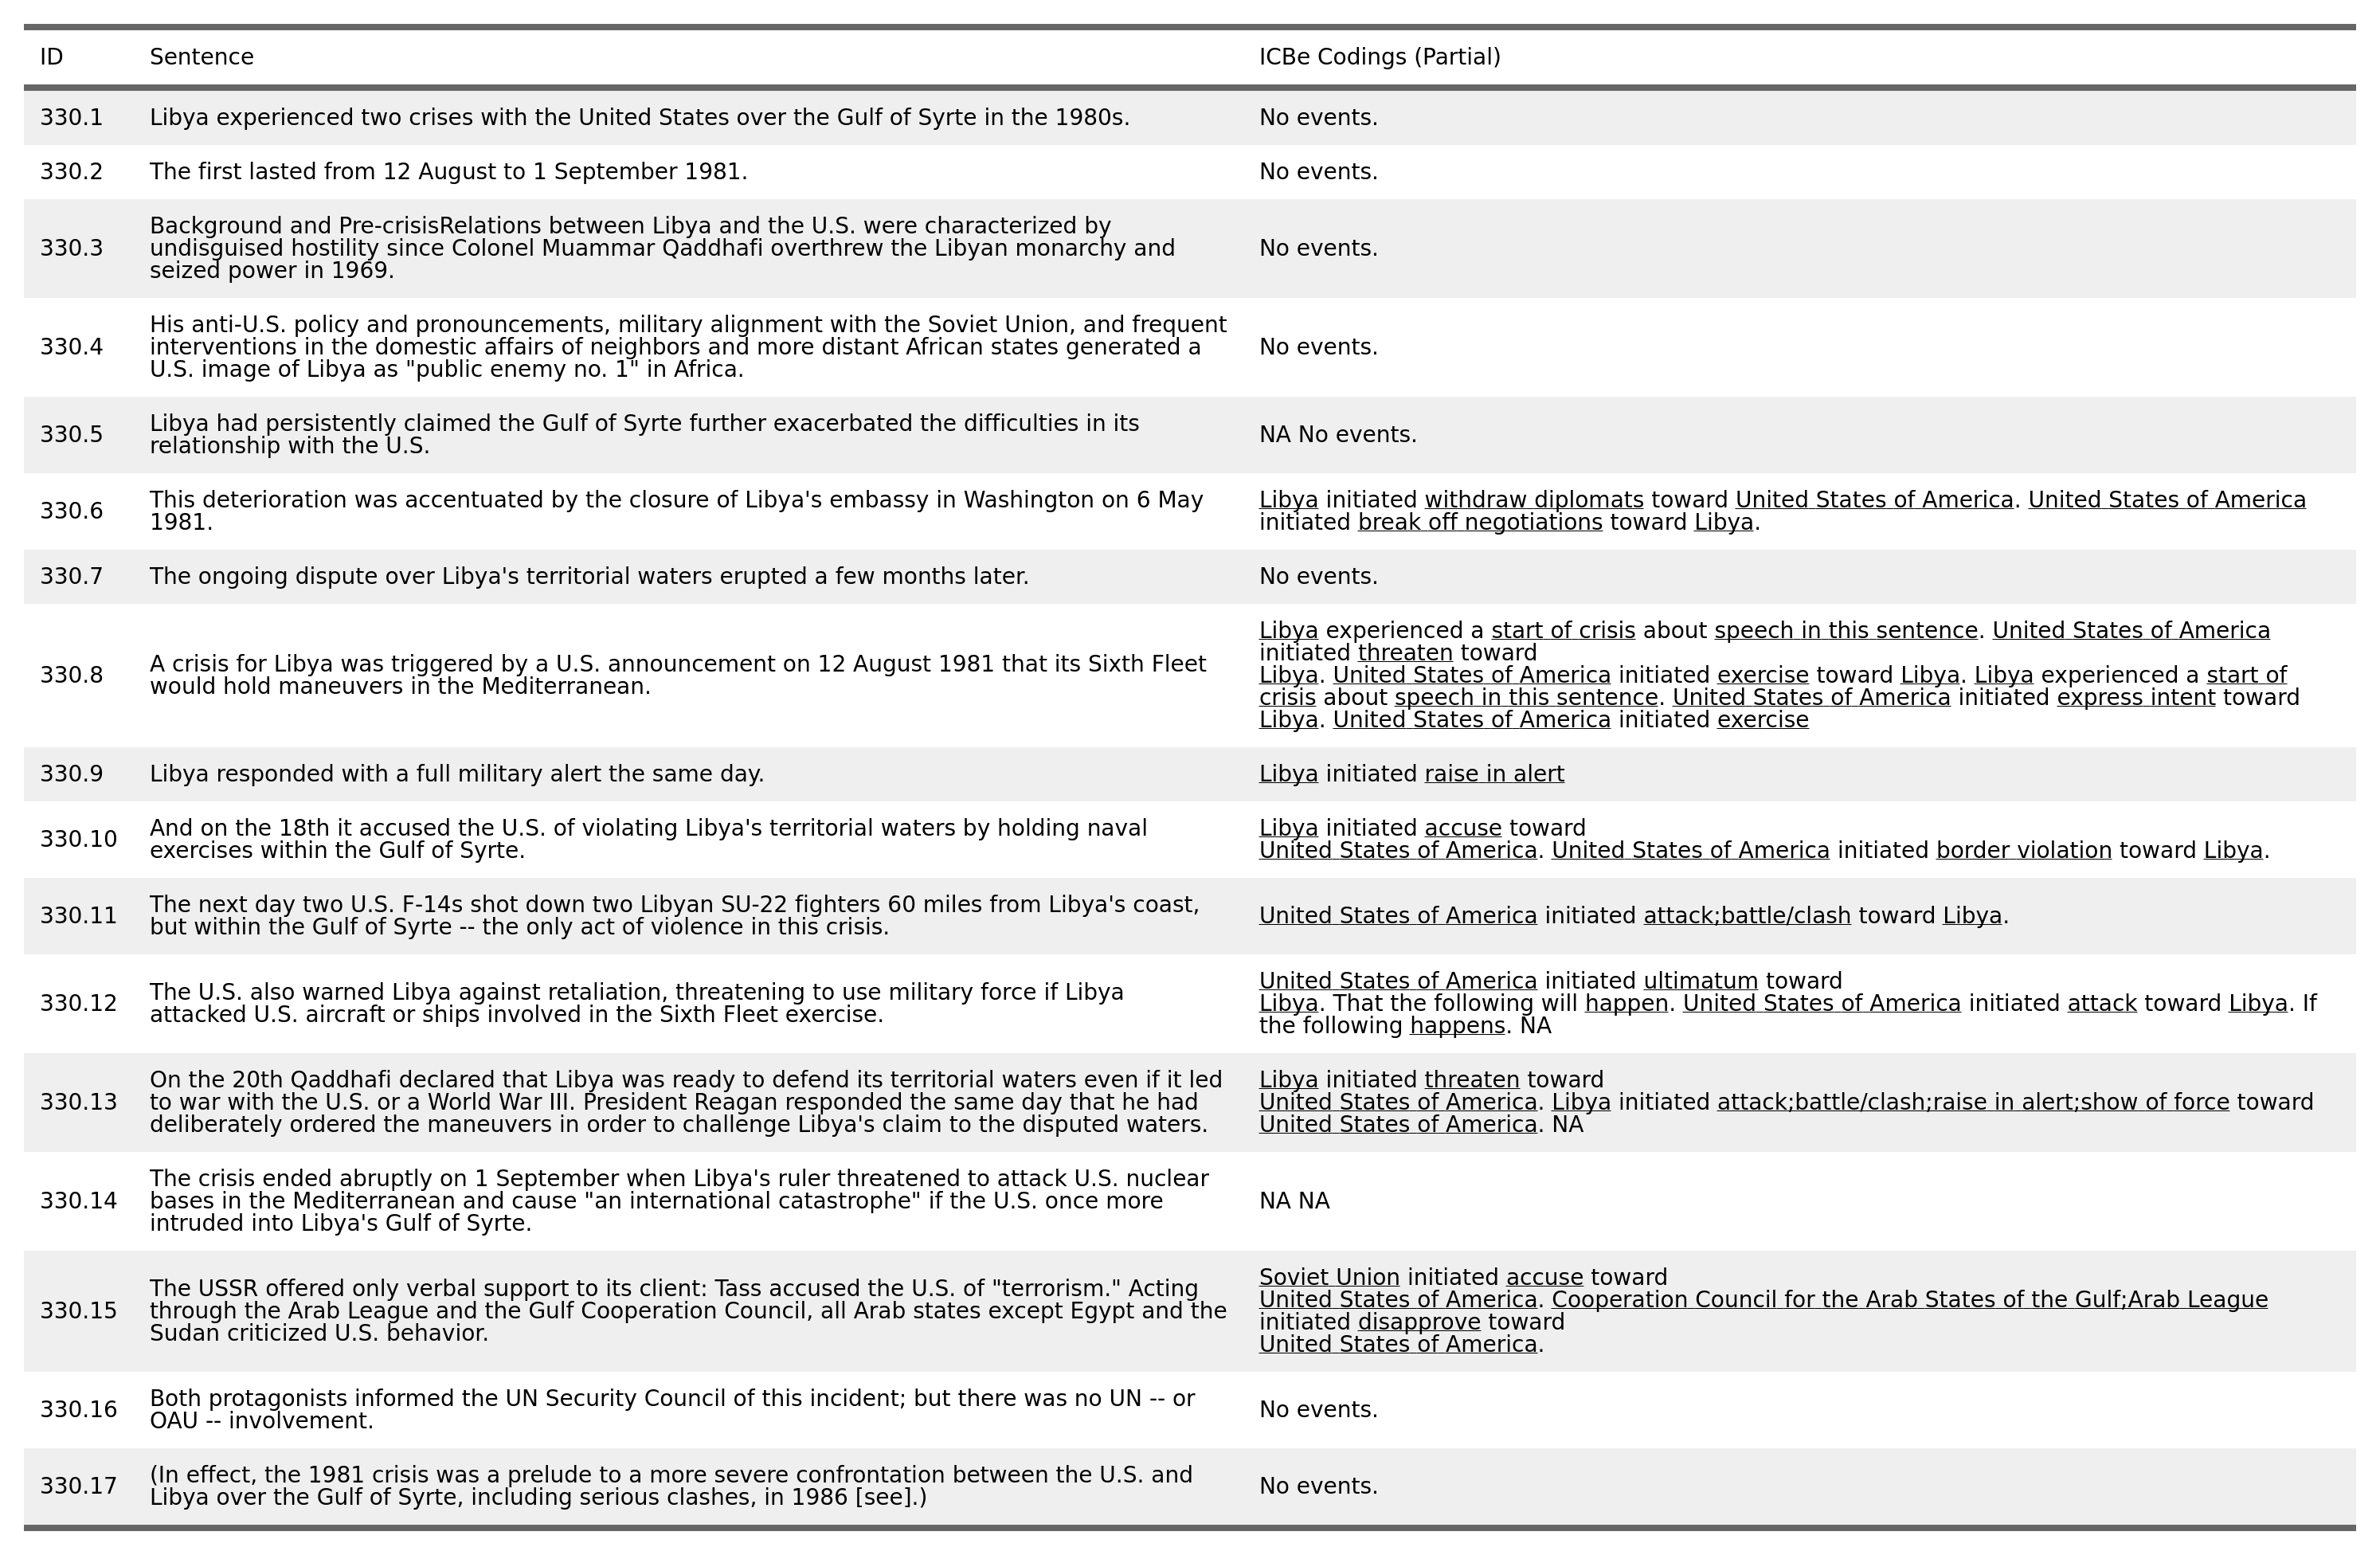 ID Sentence ICBe Codings (Partial)
330.1 Libya experienced two crises with the United States over the Gulf of Syrte in the 1980s. No events.
330.2 The first lasted from 12 August to 1 September 1981. No events.
Background and Pre-crisisRelations between Libya and the U.S. were characterized by
330.3 undisguised hostility since Colonel Muammar Qaddhafi overthrew the Libyan monarchy and No events.
seized power in 1969.
His anti-U.S. policy and pronouncements, military alignment with the Soviet Union, and frequent
330.4 interventions in the domestic affairs of neighbors and more distant African states generated a No events.
U.S. image of Libya as "public enemy no. 1" in Africa.
330.5
Libya had persistently claimed the Gulf of Syrte further exacerbated the difficulties in its
relationship with the U.S.
NA No events.
330.6
This deterioration was accentuated by the closure of Libya's embassy in Washington on 6 May
1981.
Libya initiated withdraw diplomats toward United States of America. United States of America
initiated break off negotiations toward Libya.
330.7 The ongoing dispute over Libya's territorial waters erupted a few months later. No events.
330.8
A crisis for Libya was triggered by a U.S. announcement on 12 August 1981 that its Sixth Fleet
would hold maneuvers in the Mediterranean.
Libya experienced a start of crisis about speech in this sentence. United States of America
initiated threaten toward
Libya. United States of America initiated exercise toward Libya. Libya experienced a start of
crisis about speech in this sentence. United States of America initiated express intent toward
Libya. United States of America initiated exercise
330.9 Libya responded with a full military alert the same day. Libya initiated raise in alert
330.10
And on the 18th it accused the U.S. of violating Libya's territorial waters by holding naval
exercises within the Gulf of Syrte.
Libya initiated accuse toward
United States of America. United States of America initiated border violation toward Libya.
330.11
The next day two U.S. F-14s shot down two Libyan SU-22 fighters 60 miles from Libya's coast,
but within the Gulf of Syrte -- the only act of violence in this crisis.
United States of America initiated attack;battle/clash toward Libya.
330.12
The U.S. also warned Libya against retaliation, threatening to use military force if Libya
attacked U.S. aircraft or ships involved in the Sixth Fleet exercise.
United States of America initiated ultimatum toward
Libya. That the following will happen. United States of America initiated attack toward Libya. If
the following happens. NA
330.13
On the 20th Qaddhafi declared that Libya was ready to defend its territorial waters even if it led
to war with the U.S. or a World War III. President Reagan responded the same day that he had
deliberately ordered the maneuvers in order to challenge Libya's claim to the disputed waters.
Libya initiated threaten toward
United States of America. Libya initiated attack;battle/clash;raise in alert;show of force toward
United States of America. NA
330.14
The crisis ended abruptly on 1 September when Libya's ruler threatened to attack U.S. nuclear
bases in the Mediterranean and cause "an international catastrophe" if the U.S. once more
intruded into Libya's Gulf of Syrte.
NA NA
330.15
The USSR offered only verbal support to its client: Tass accused the U.S. of "terrorism." Acting
through the Arab League and the Gulf Cooperation Council, all Arab states except Egypt and the
Sudan criticized U.S. behavior.
Soviet Union initiated accuse toward
United States of America. Cooperation Council for the Arab States of the Gulf;Arab League
initiated disapprove toward
United States of America.
330.16
Both protagonists informed the UN Security Council of this incident; but there was no UN -- or
OAU -- involvement.
No events.
330.17
(In effect, the 1981 crisis was a prelude to a more severe confrontation between the U.S. and
Libya over the Gulf of Syrte, including serious clashes, in 1986 [see].)
No events.